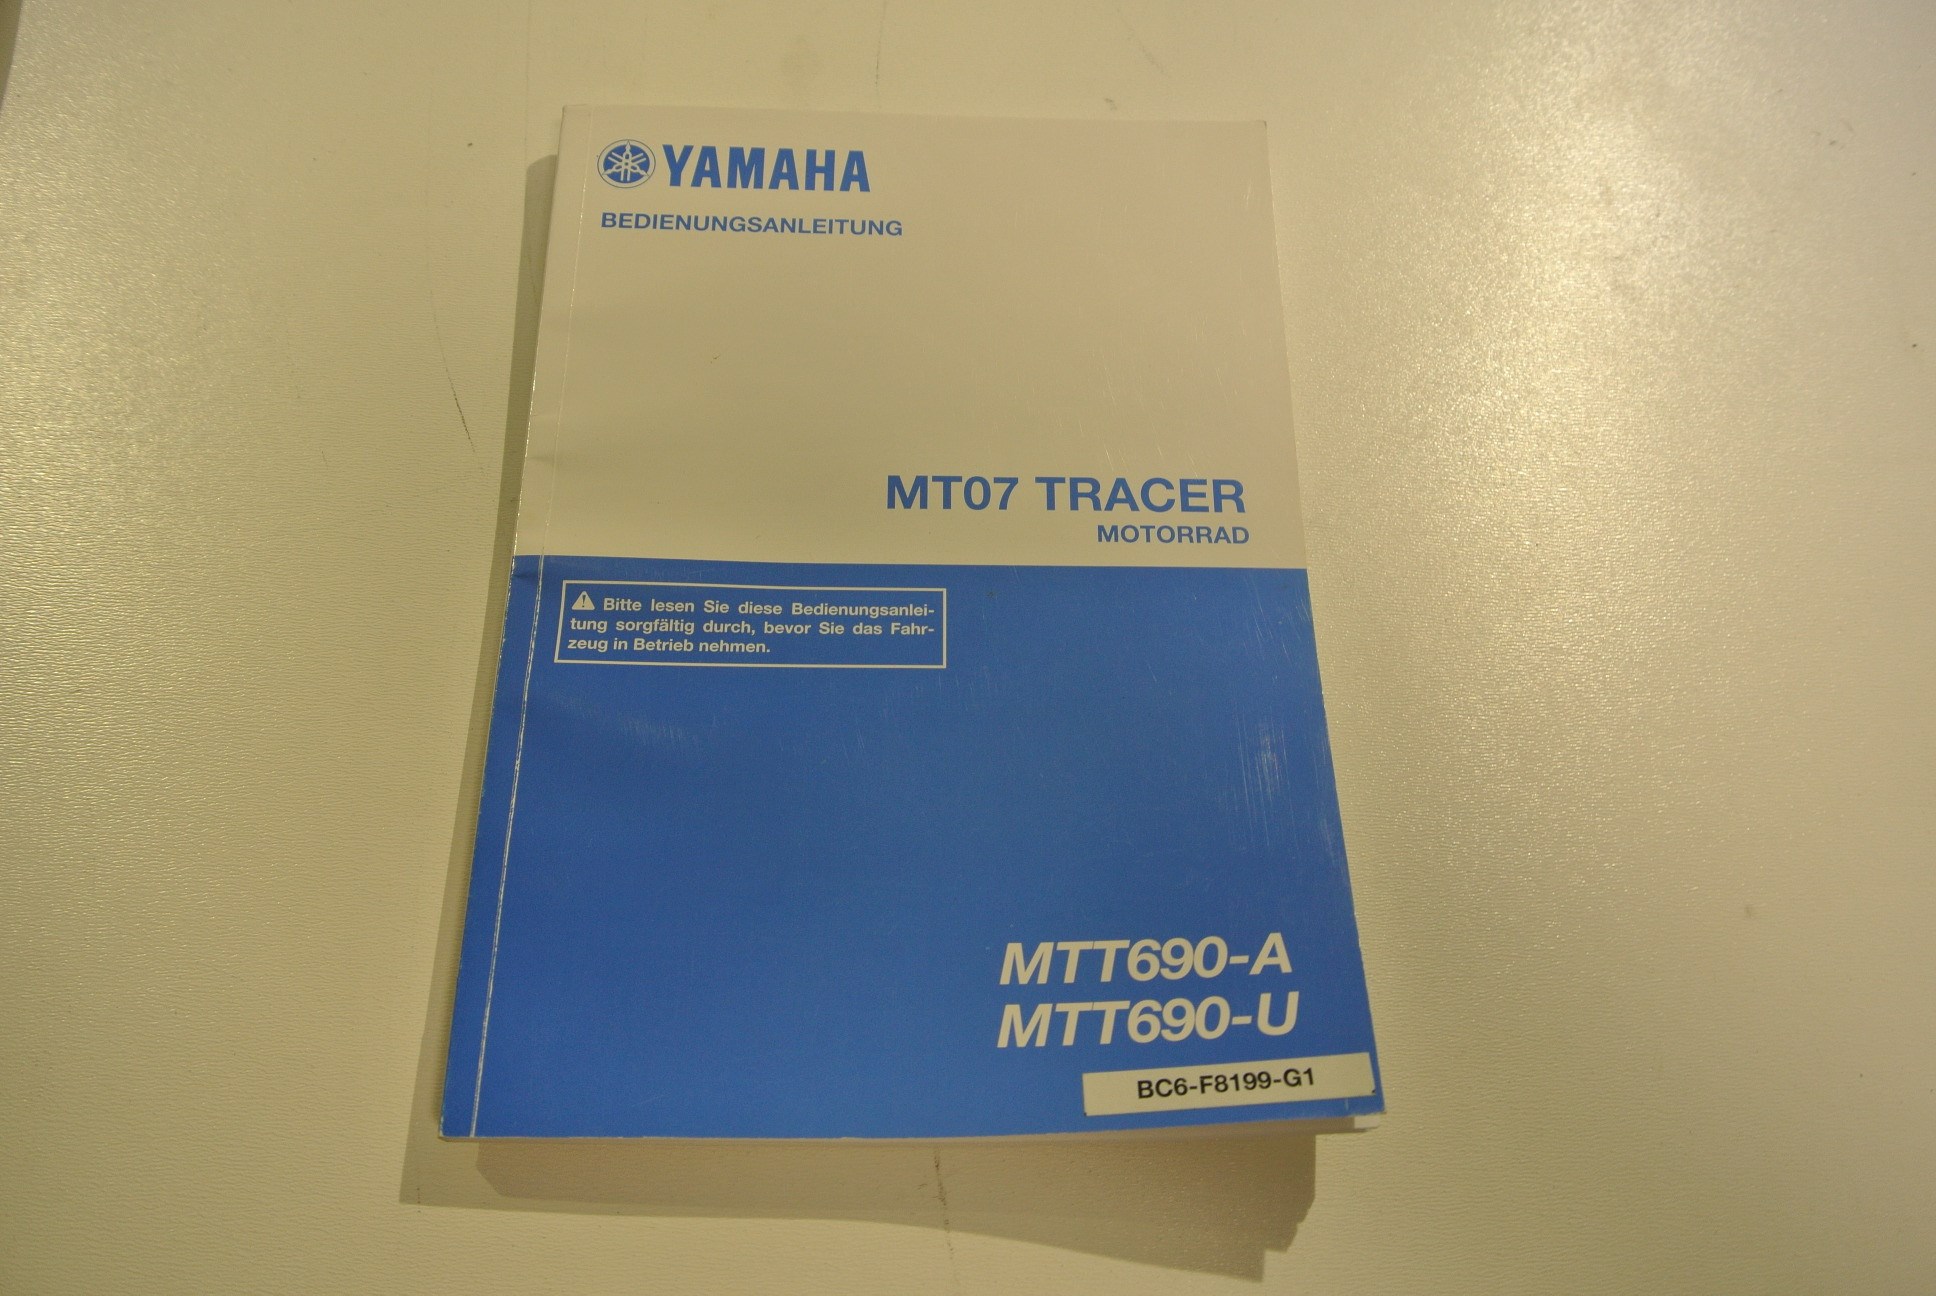 YAMAHA
BEDIENUNGSANLEITUNG
MT07 TRACER
MOTORRAD
Bitte lesen Sie diese Bedienungsanlei-
tung sorgfältig durch, bevor Sie das Fahr-
zeug in Betrieb nehmen.
MTT690-A
MTT690-U
BC6-F8199-G1